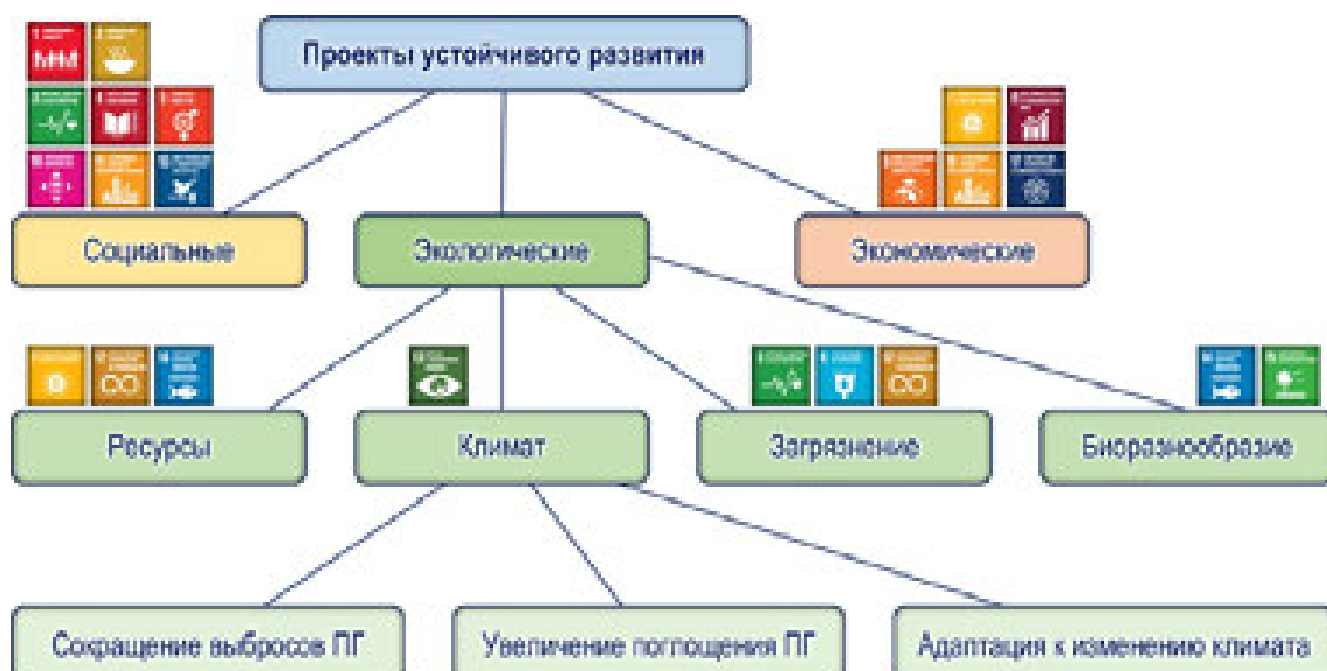 Проекты устойчивого развития
Социальные
Экологические
Экономические
Ресурсы
Климат
Загрязнение
Биоразнообразие
Сокращение выбросов ПГ
Увеличение поглощения ПГ
Адаптация к изменению климата